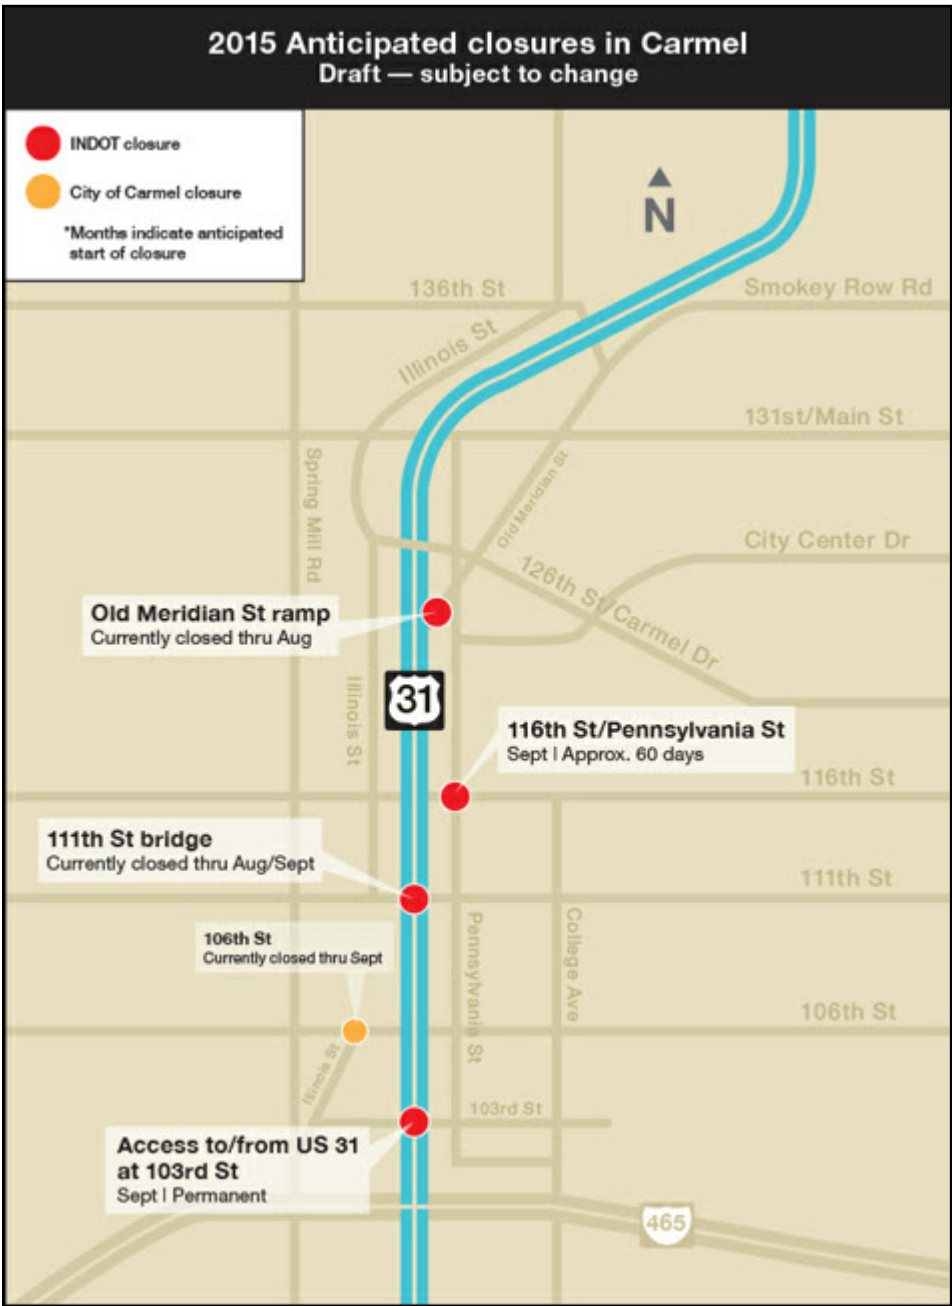 2015 Anticipated closures in Carmel
Draft — subject to change
INDOT closure
City of Carmel closure
*Months indicate anticipated
start of closure
N
136th St
Smokey Row Rd
Illinois St
131st/Main St
Spring Mill Rd
Old Meridian St
City Center Dr
126th St/Carmel Dr
Old Meridian St ramp
Currently closed thru Aug
31
Illinois St
116th St/Pennsylvania St
Sept | Approx. 60 days
116th St
111th St bridge
Currently closed thru Aug/Sept
111th St
106th St
Currently closed thru Sept
Pennsylvania St
College Ave
106th St
Illinois St
103rd St
Access to/from US 31
at 103rd St
Sept | Permanent
465